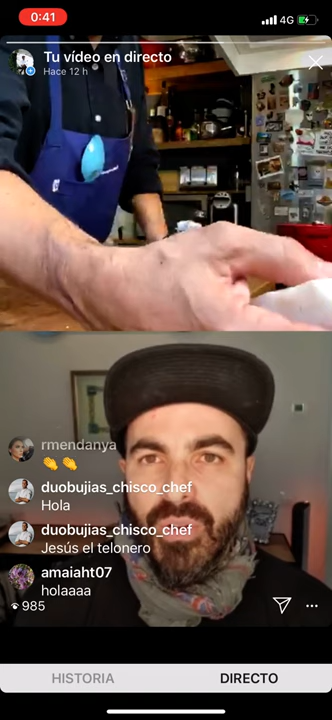 0:41
4G
Tu vídeo en directo
Hace 12 h
rmendanya
👏👏
duobujias_chisco_chef
Hola
duobujias_chisco_chef
Jesús el telonero
amaiaht07
holaaaa
985
HISTORIA
DIRECTO